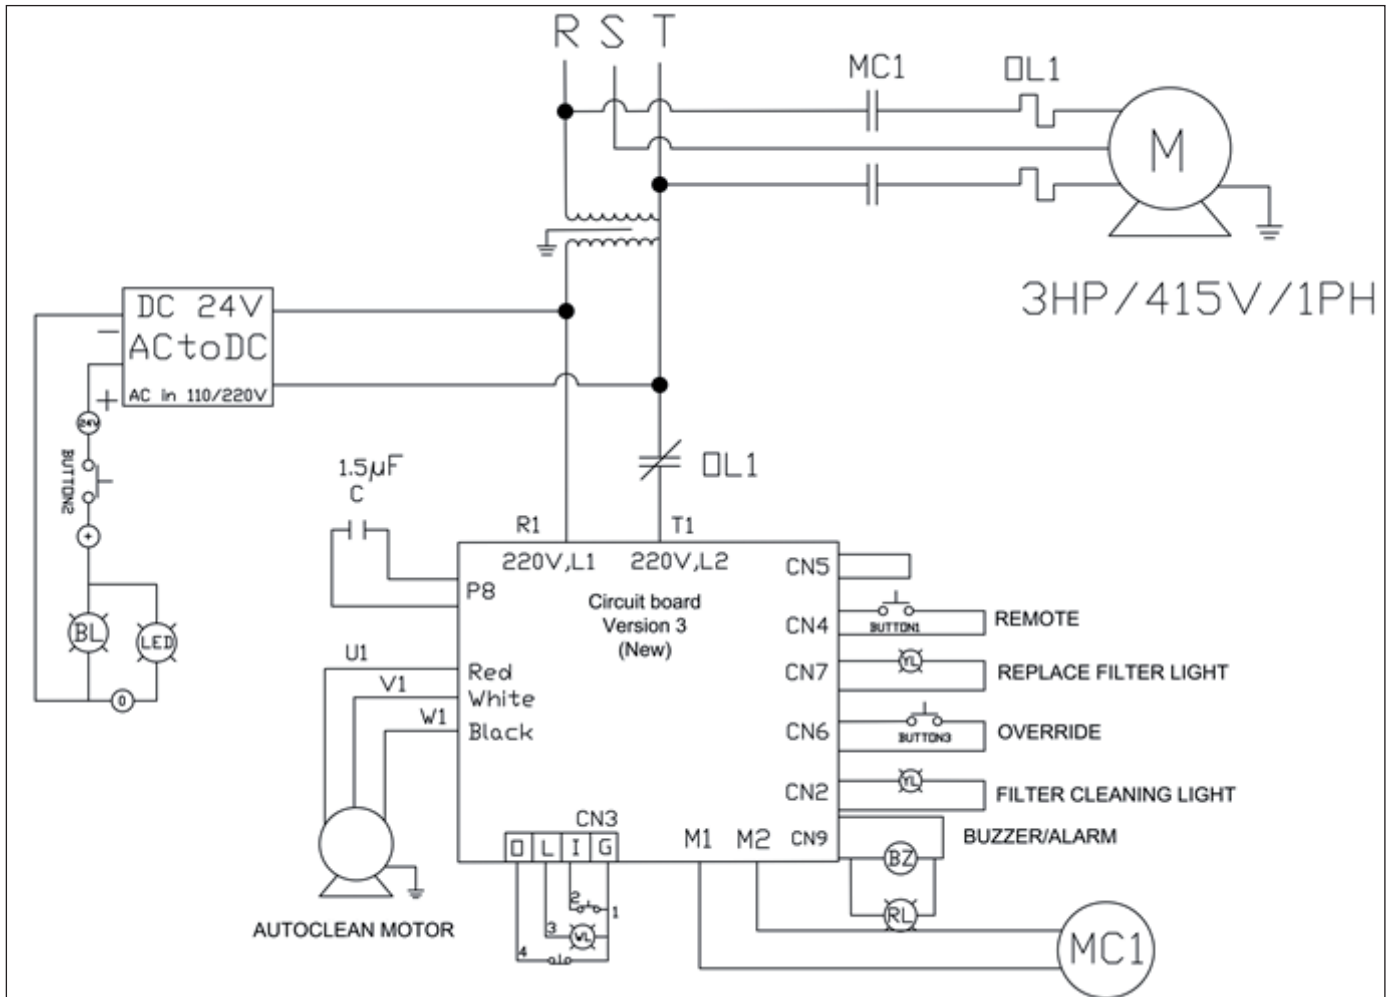 R S T
MC1
OL1
M
3HP/415V/1PH
DC 24V
−
ACtoDC
+
AC in 110/220V
24V
BUTTON2
+
BL
LED
0
OL1
1.5µF
C
R1
T1
220V,L1
220V,L2
Circuit board
Version 3
(New)
P8
U1
Red
V1
White
W1
Black
AUTOCLEAN MOTOR
CN5
CN4
BUTTON1
REMOTE
CN7
YL
REPLACE FILTER LIGHT
CN6
BUTTON3
OVERRIDE
CN2
YL
FILTER CLEANING LIGHT
CN9
BUZZER/ALARM
BZ
RL
CN3
O L I G
2
1
3
WL
4
M1
M2
MC1